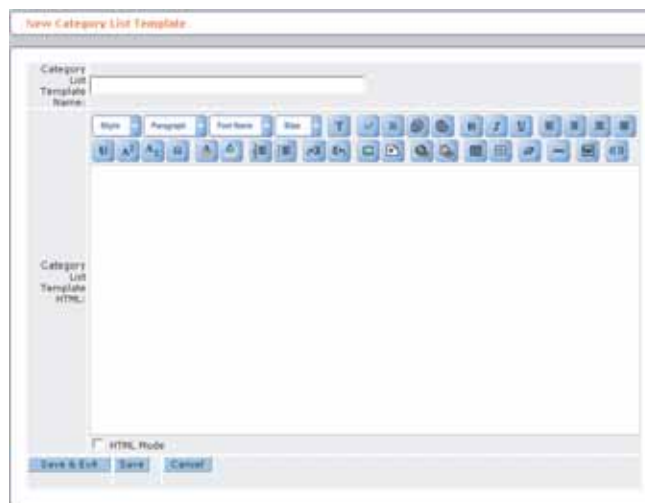 New Category List Template
Category
List
Template
Name:
Style Paragraph Font Name Size
Category
List
Template
HTML:
HTML Mode
Save & Exit Save Cancel